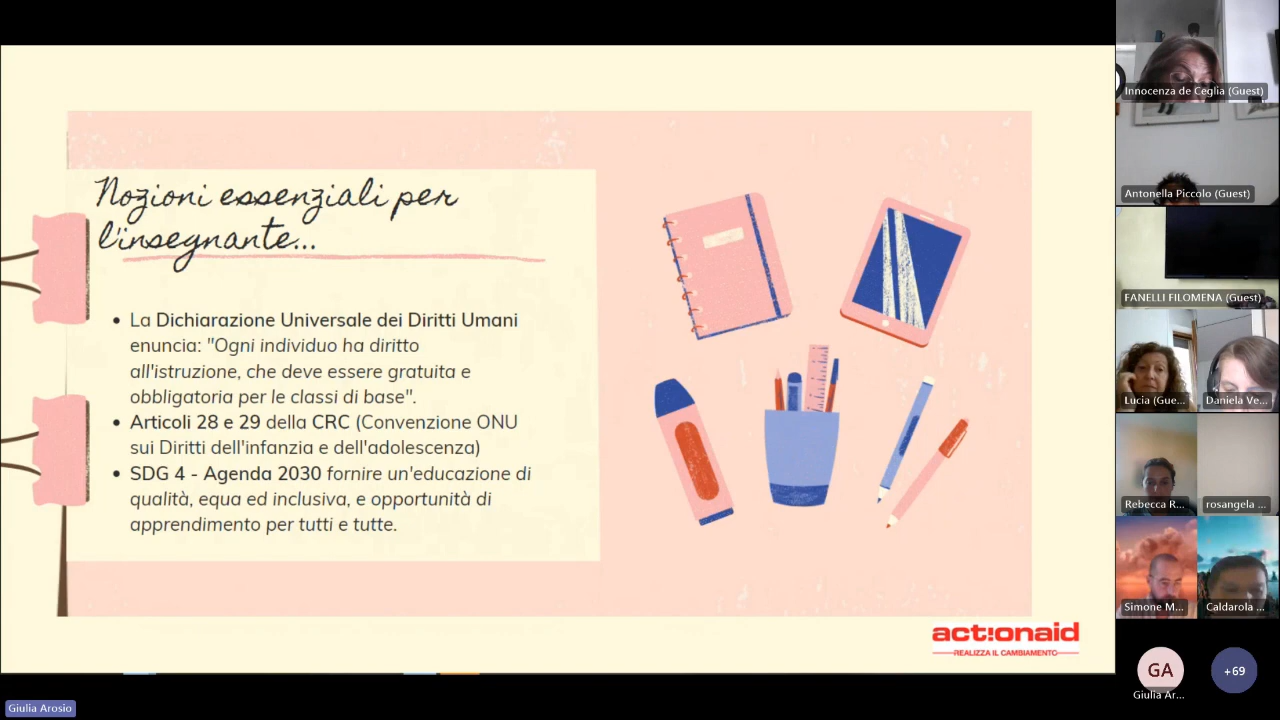 Nozioni essenziali per
l'insegnante...
• La Dichiarazione Universale dei Diritti Umani
enuncia: "Ogni individuo ha diritto
all'istruzione, che deve essere gratuita e
obbligatoria per le classi di base".
• Articoli 28 e 29 della CRC (Convenzione ONU
sui Diritti dell'infanzia e dell'adolescenza)
• SDG 4 - Agenda 2030 fornire un'educazione di
qualità, equa ed inclusiva, e opportunità di
apprendimento per tutti e tutte.
act:onaid
REALIZZA IL CAMBIAMENTO
Giulia Arosio
Innocenza de Ceglia (Guest)
Antonella Piccolo (Guest)
FANELLI FILOMENA (Guest)
Lucia (Gue...
Daniela Ve...
Rebecca R...
rosangela ...
Simone M...
Caldarola ...
GA
+69
Giulia Ar...